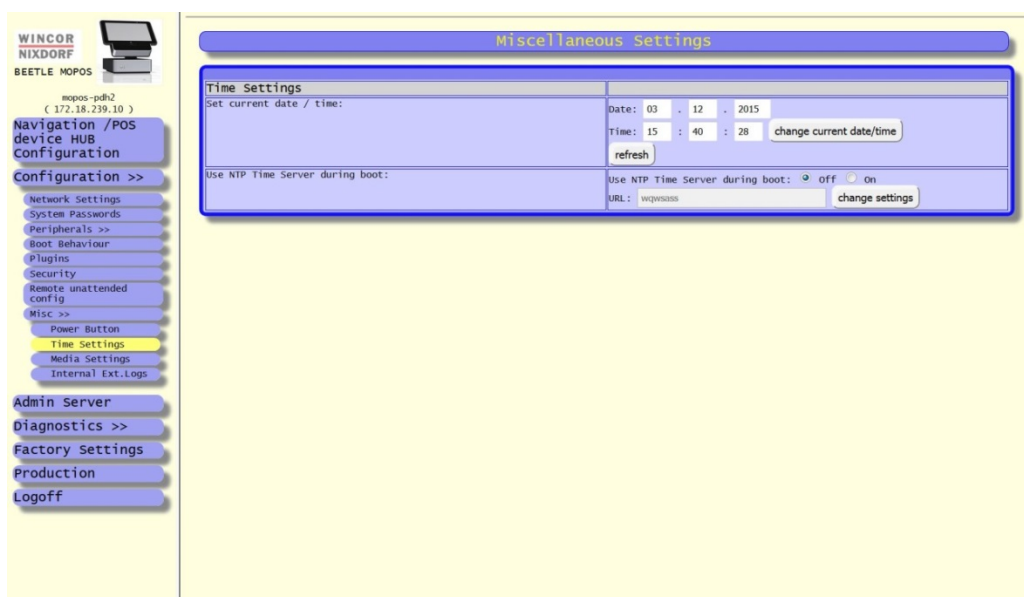 WINCOR
NIXDORF
BEETLE MOPOS
mopos-pdh2
( 172.18.239.10 )
Navigation /POS
device HUB
Configuration
Configuration >>
Network Settings
System Passwords
Peripherals >>
Boot Behaviour
Plugins
Security
Remote unattended
config
Misc >>
Power Button
Time Settings
Media Settings
Internal Ext.Logs
Admin Server
Diagnostics >>
Factory Settings
Production
Logoff
Miscellaneous Settings
Time Settings
Set current date / time:
Date: 03 . 12 . 2015
Time: 15 : 40 : 28 change current date/time
refresh
Use NTP Time Server during boot:
Use NTP Time Server during boot: Off On
URL: wqwsass change settings